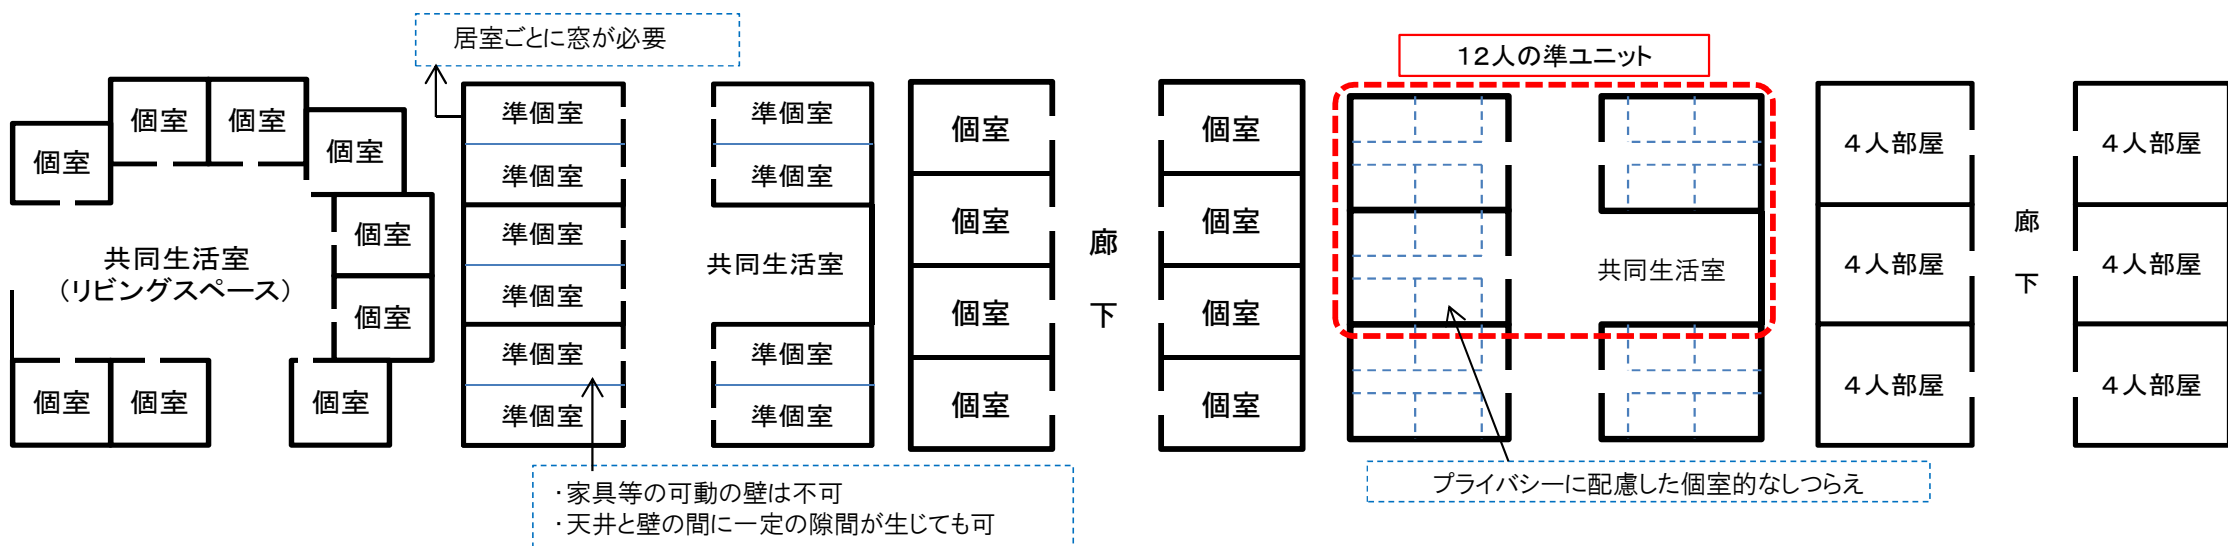 居室ごとに窓が必要
12人の準ユニット
個室
個室
個室
個室
個室
個室
共同生活室
（リビングスペース）
個室
個室
個室
準個室
準個室
準個室
準個室
準個室
準個室
準個室
準個室
共同生活室
準個室
準個室
・家具等の可動の壁は不可
・天井と壁の間に一定の隙間が生じても可
個室
個室
個室
個室
廊
下
個室
個室
個室
個室
共同生活室
プライバシーに配慮した個室的なしつらえ
４人部屋
４人部屋
４人部屋
廊
下
４人部屋
４人部屋
４人部屋